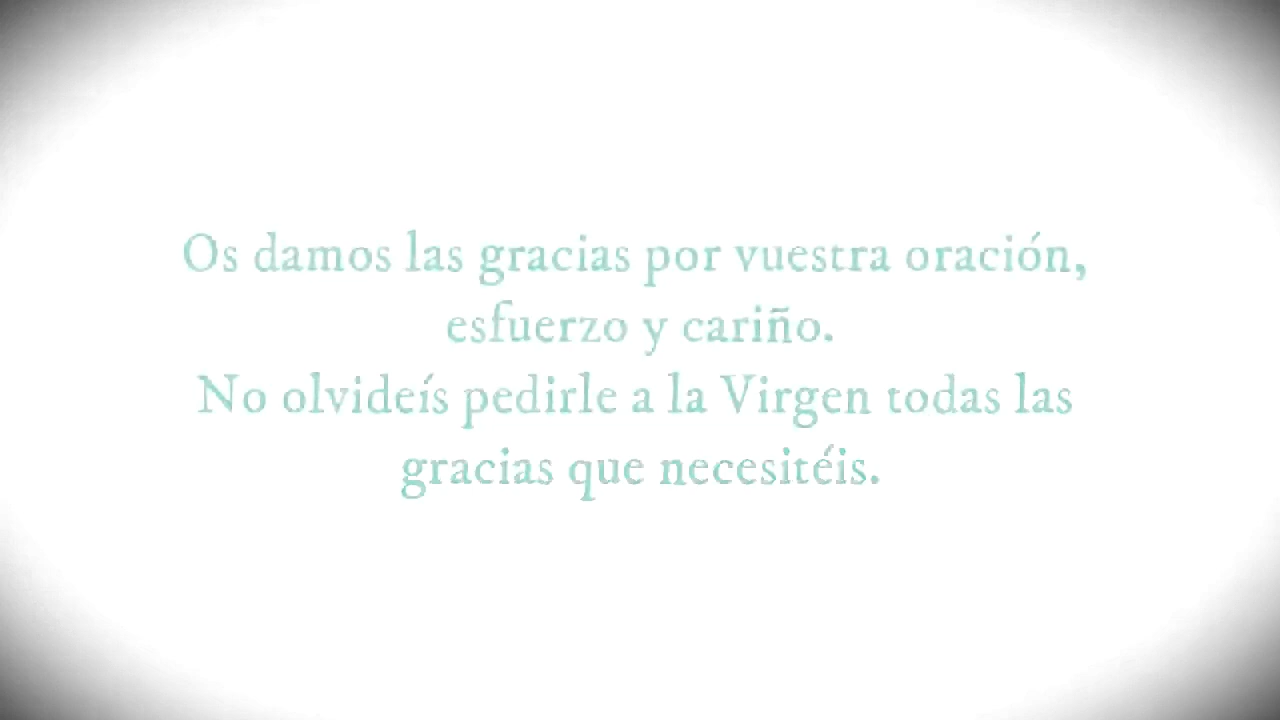 Os damos las gracias por vuestra oración,
esfuerzo y cariño.
No olvideís pedirle a la Virgen todas las
gracias que necesitéis.